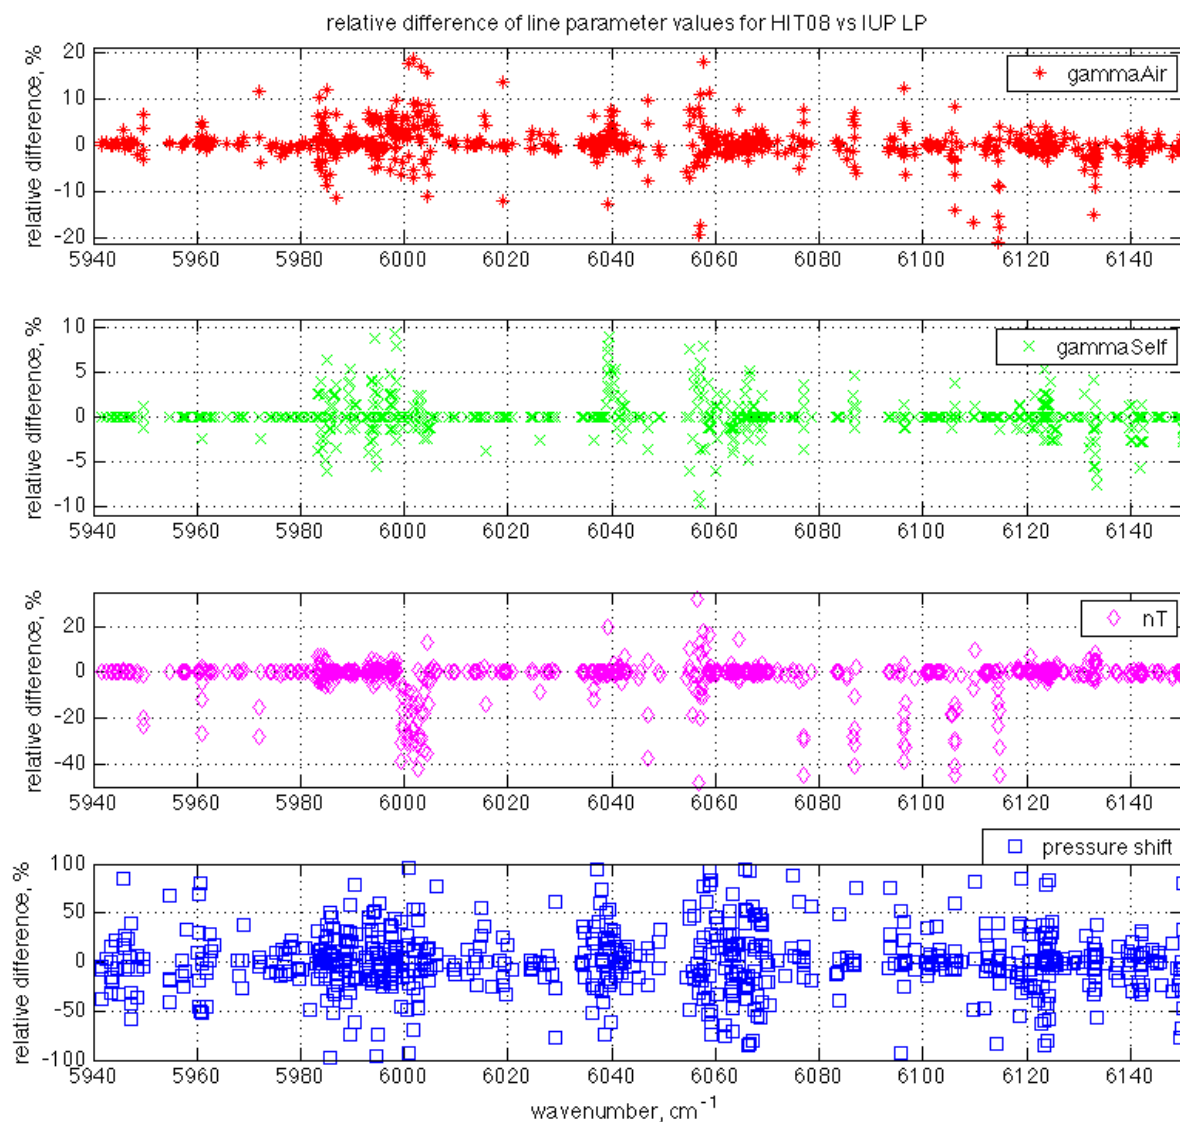 relative difference of line parameter values for HIT08 vs IUP LP
relative difference, %
20
10
0
-10
-20
gammaAir
5940 5960 5980 6000 6020 6040 6060 6080 6100 6120 6140
relative difference, %
10
5
0
-5
-10
gammaSelf
5940 5960 5980 6000 6020 6040 6060 6080 6100 6120 6140
relative difference, %
20
0
-20
-40
nT
5940 5960 5980 6000 6020 6040 6060 6080 6100 6120 6140
relative difference, %
100
50
0
-50
-100
pressure shift
5940 5960 5980 6000 6020 6040 6060 6080 6100 6120 6140
wavenumber, cm⁻¹